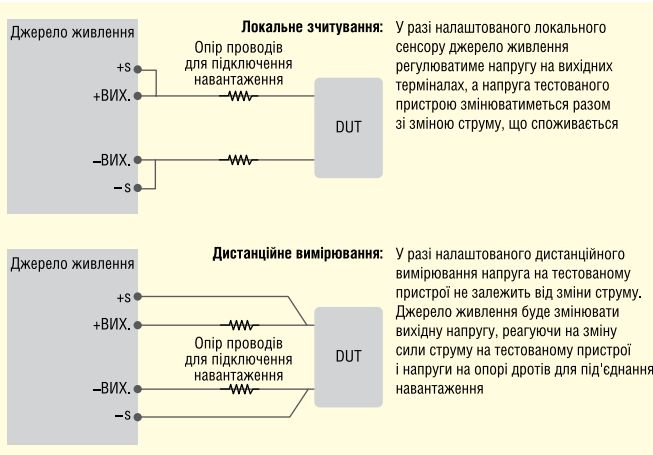 Джерело живлення
+s
+ВИХ.
–ВИХ.
–s
Опір проводів
для підключення
навантаження
DUT
Локальне зчитування:
У разі налаштованого локального
сенсору джерело живлення
регулюватиме напругу на вихідних
терміналах, а напруга тестованого
пристрою змінюватиметься разом
зі зміною струму, що споживається
Джерело живлення
+s
+ВИХ.
–ВИХ.
–s
Опір проводів
для підключення
навантаження
DUT
Дистанційне вимірювання:
У разі налаштованого дистанційного
вимірювання напруга на тестованому
пристрої не залежить від зміни струму.
Джерело живлення буде змінювати
вихідну напругу, реагуючи на зміну
сили струму на тестованому пристрої
і напруги на опорі дротів для під'єднання
навантаження